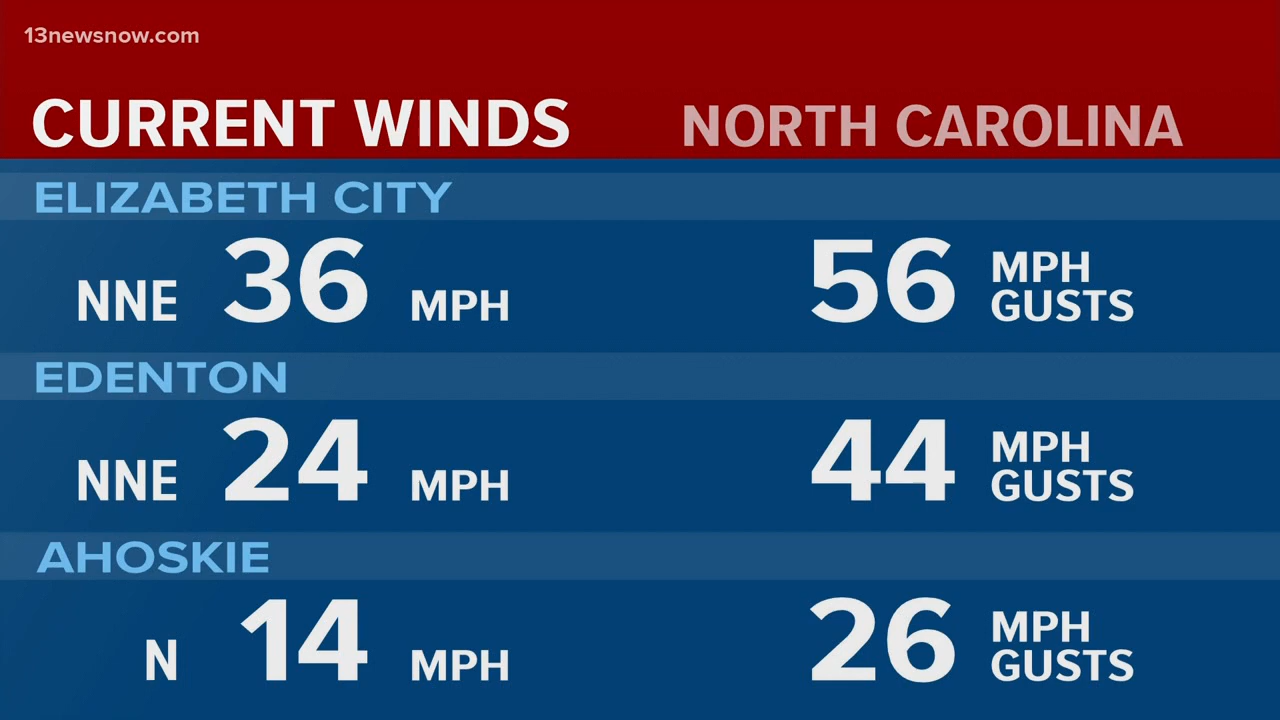 13newsnow.com
CURRENT WINDS NORTH CAROLINA
ELIZABETH CITY
NNE 36 MPH 56 MPH GUSTS
EDENTON
NNE 24 MPH 44 MPH GUSTS
AHOSKIE
N 14 MPH 26 MPH GUSTS